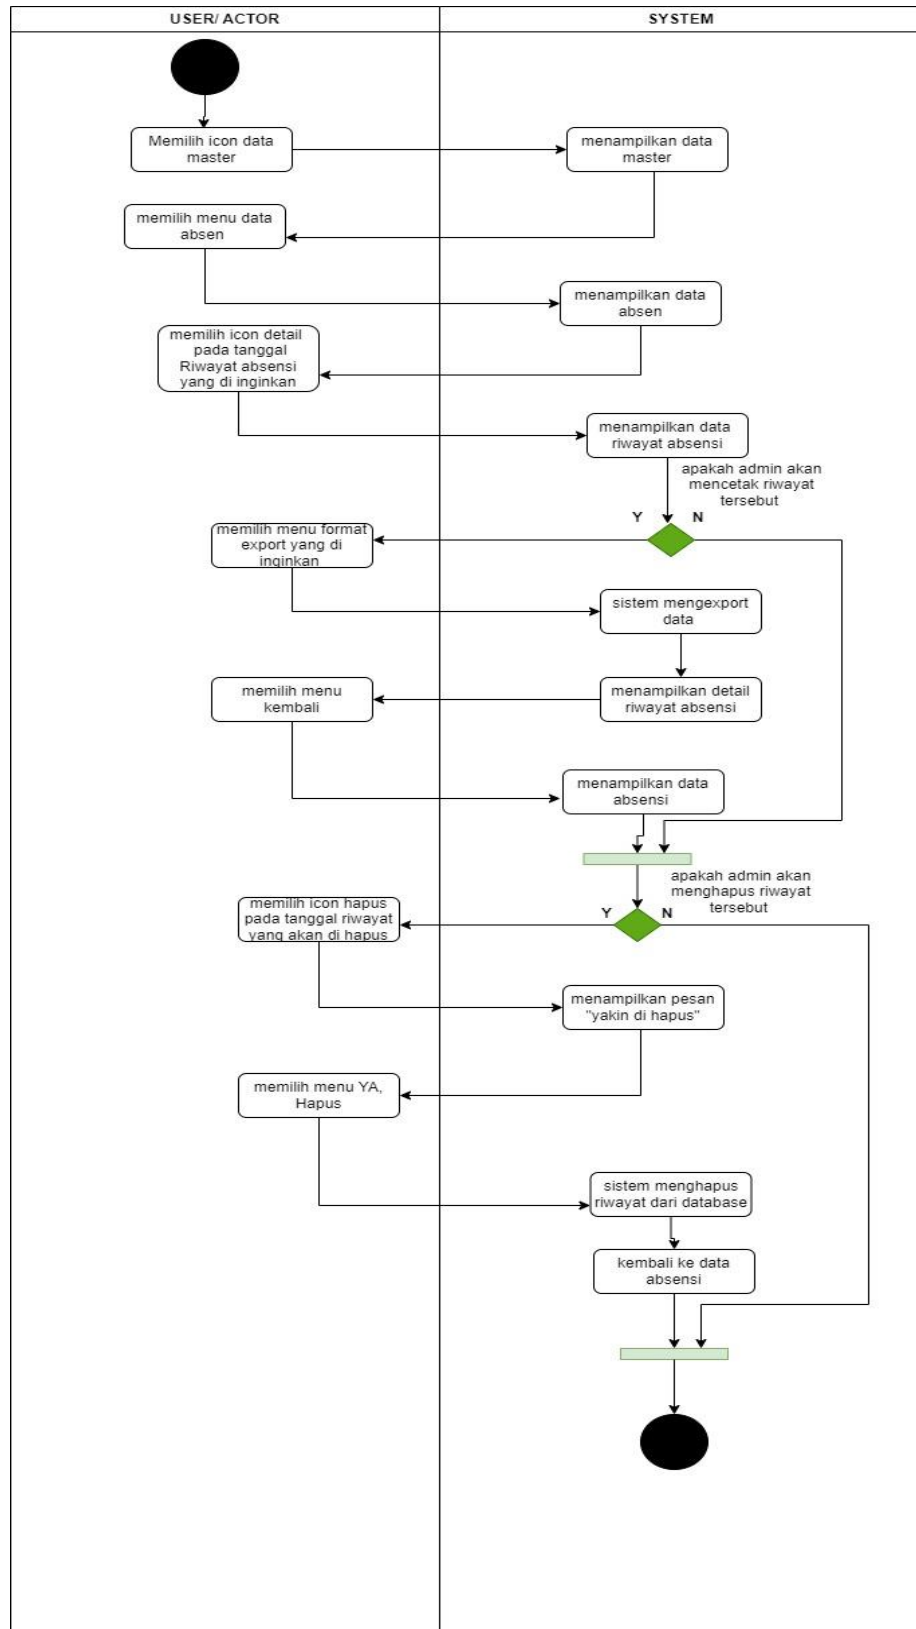 USER/ ACTOR
SYSTEM
Memilih icon data
master
menampilkan data
master
memilih menu data
absen
menampilkan data
absen
memilih icon detail
pada tanggal
Riwayat absensi
yang di inginkan
menampilkan data
riwayat absensi
apakah admin akan
mencetak riwayat
tersebut
Y
N
memilih menu format
export yang di
inginkan
sistem mengexport
data
menampilkan detail
riwayat absensi
memilih menu
kembali
menampilkan data
absensi
apakah admin akan
menghapus riwayat
tersebut
Y
N
memilih icon hapus
pada tanggal riwayat
yang akan di hapus
menampilkan pesan
"yakin di hapus"
memilih menu YA,
Hapus
sistem menghapus
riwayat dari database
kembali ke data
absensi